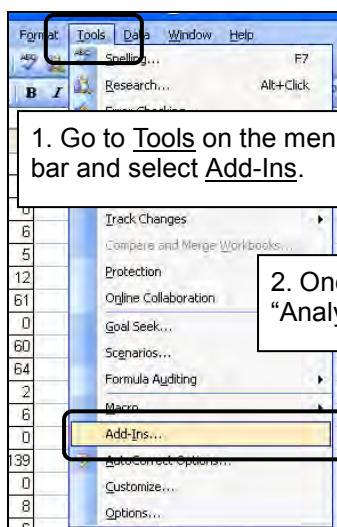 Format Tools Data Window Help
Spelling... F7
B I Research... Alt+Click
1. Go to Tools on the men
bar and select Add-Ins.
6 Track Changes
5 Compare and Merge Workbooks...
12 Protection
61 Online Collaboration
2. On
"Analy
0 Goal Seek...
60 Scenarios...
64 Formula Auditing
2
6 Macro
0 Add-Ins...
139 AutoCorrect Options...
0 Customize...
8 Options...